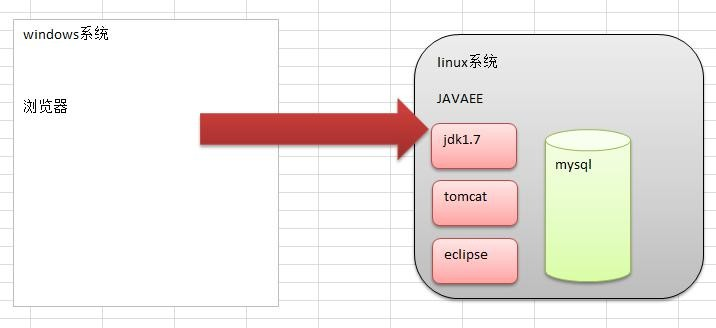 windows系统
浏览器
linux系统
JAVAEE
jdk1.7
tomcat
eclipse
mysql